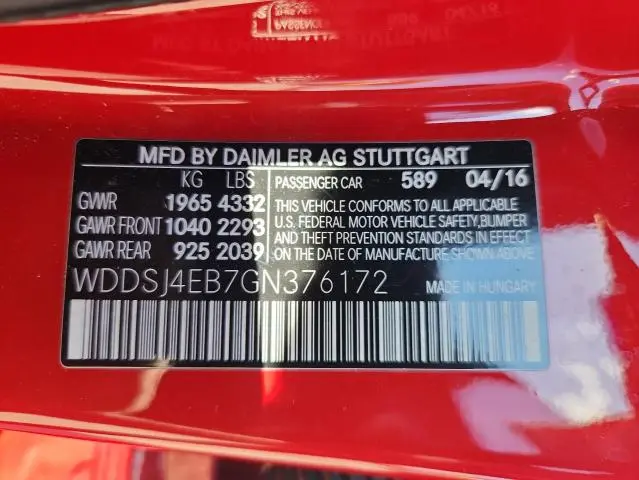 MFD BY DAIMLER AG STUTTGART
KG LBS PASSENGER CAR 589 04/16
GWR 1965 4332
GAWR FRONT 1040 2293
GAWR REAR 925 2039
THIS VEHICLE CONFORMS TO ALL APPLICABLE
U.S. FEDERAL MOTOR VEHICLE SAFETY,BUMPER
AND THEFT PREVENTION STANDARDS IN EFFECT
ON THE DATE OF MANUFACTURE SHOWN ABOVE
WDDSJ4EB7GN376172 MADE IN HUNGARY